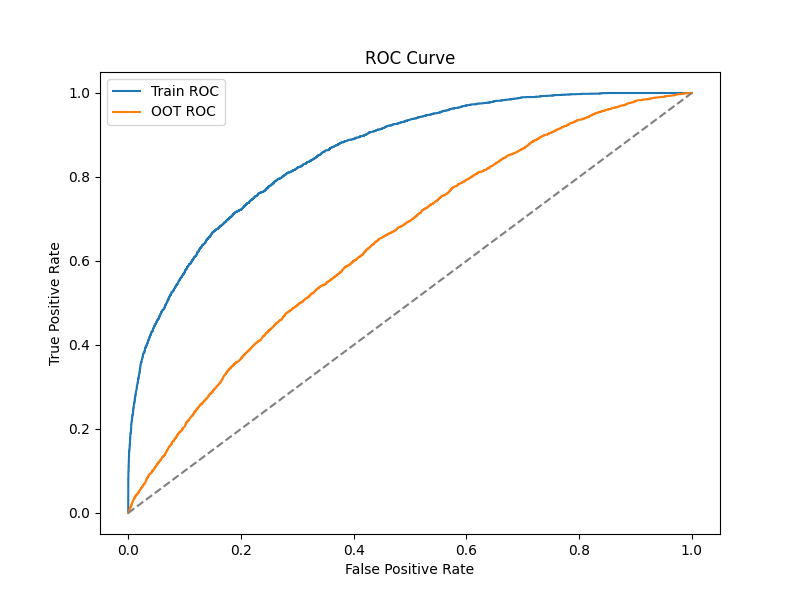 ROC Curve
Train ROC
OOT ROC
True Positive Rate
1.0
0.8
0.6
0.4
0.2
0.0
0.0 0.2 0.4 0.6 0.8 1.0
False Positive Rate